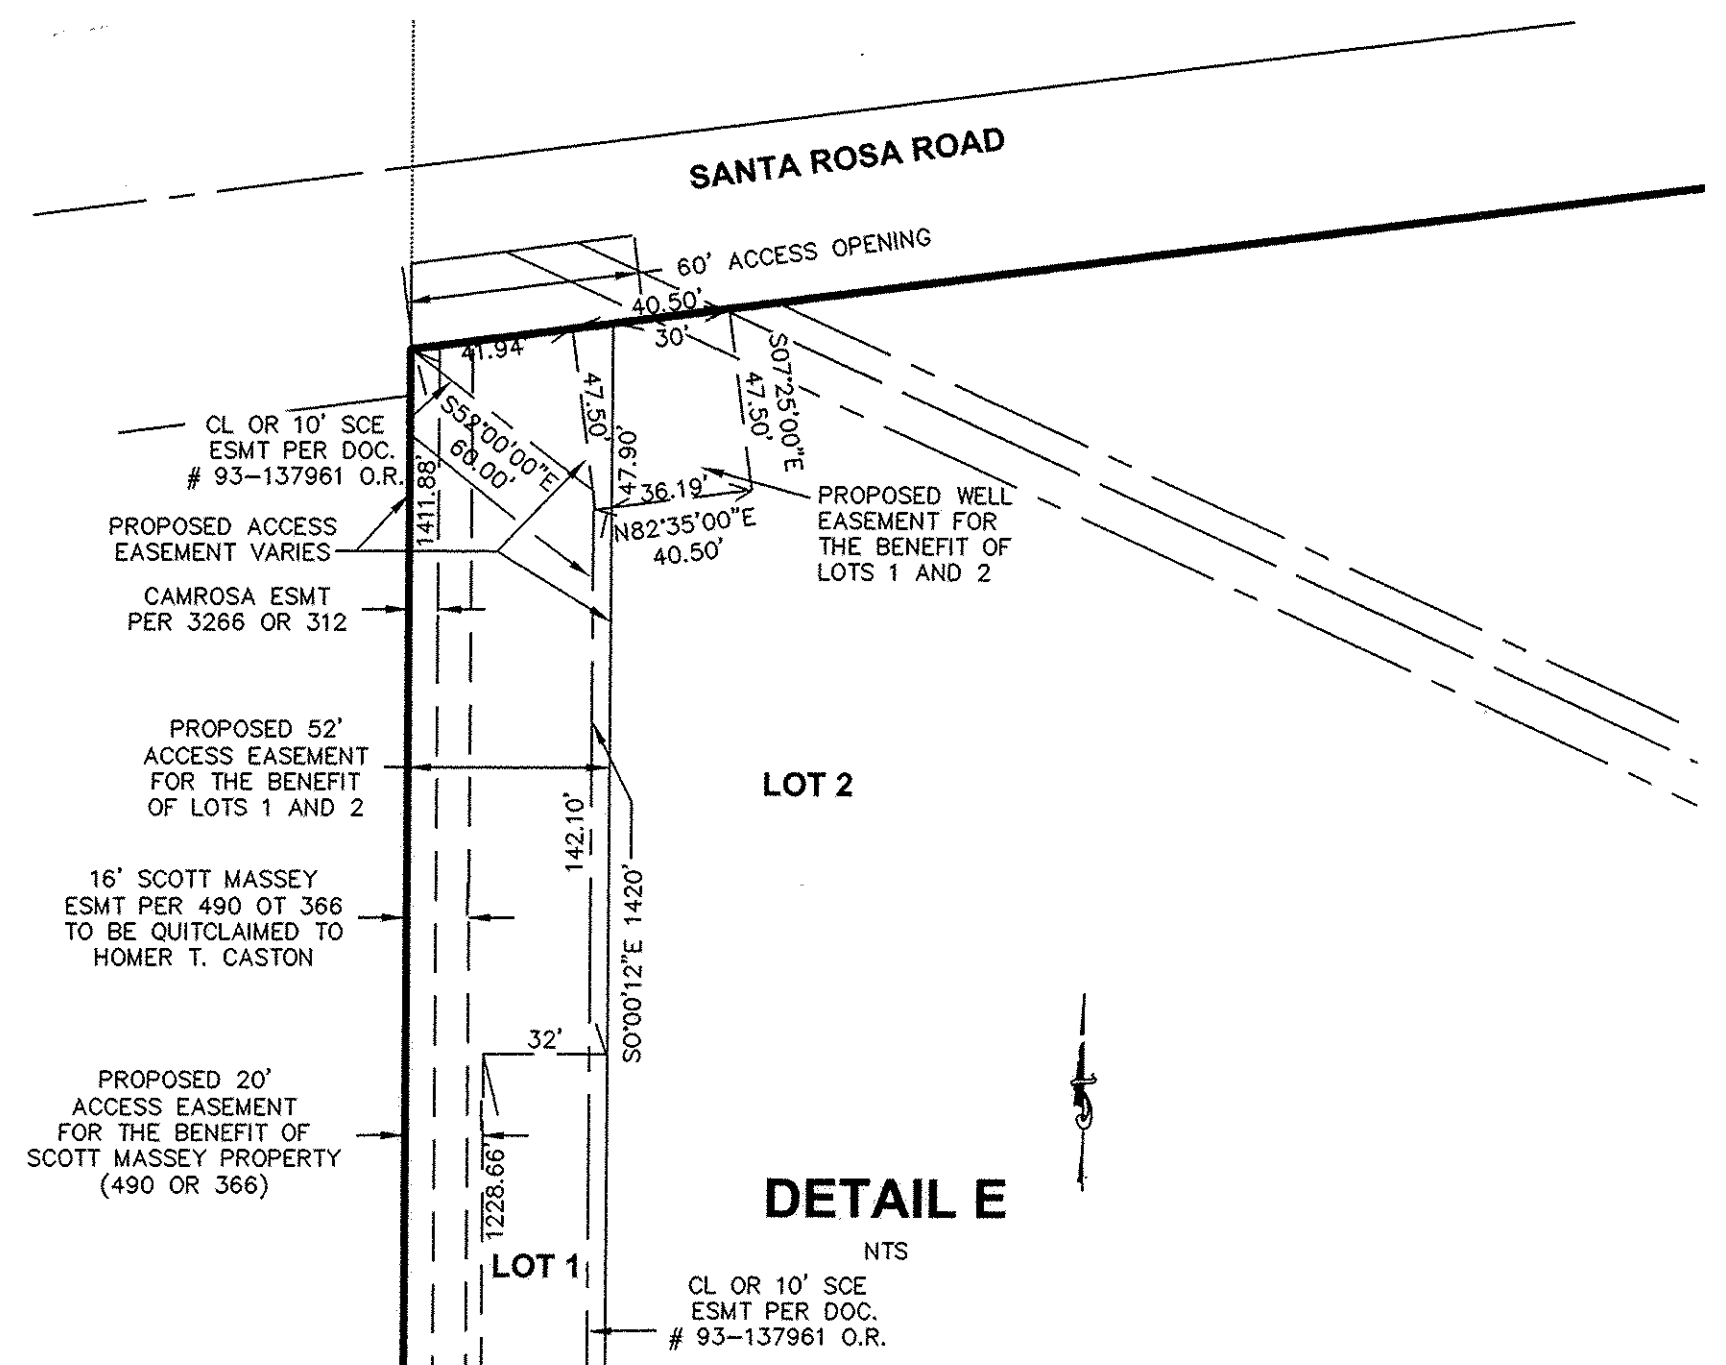 SANTA ROSA ROAD
60' ACCESS OPENING
40.50'
30'
41.94
S07°25'00"E
47.50'
47.50'
47.90'
S52°00'00"E
60.00'
CL OR 10' SCE
ESMT PER DOC.
# 93-137961 O.R.
1411.88'
36.19'
N82°35'00"E
40.50'
PROPOSED WELL
EASEMENT FOR
THE BENEFIT OF
LOTS 1 AND 2
PROPOSED ACCESS
EASEMENT VARIES
CAMROSA ESMT
PER 3266 OR 312
PROPOSED 52'
ACCESS EASEMENT
FOR THE BENEFIT
OF LOTS 1 AND 2
LOT 2
142.10'
S0°00'12"E 1420'
16' SCOTT MASSEY
ESMT PER 490 OT 366
TO BE QUITCLAIMED TO
HOMER T. CASTON
32'
PROPOSED 20'
ACCESS EASEMENT
FOR THE BENEFIT OF
SCOTT MASSEY PROPERTY
(490 OR 366)
1228.66'
LOT 1
DETAIL E
NTS
CL OR 10' SCE
ESMT PER DOC.
# 93-137961 O.R.